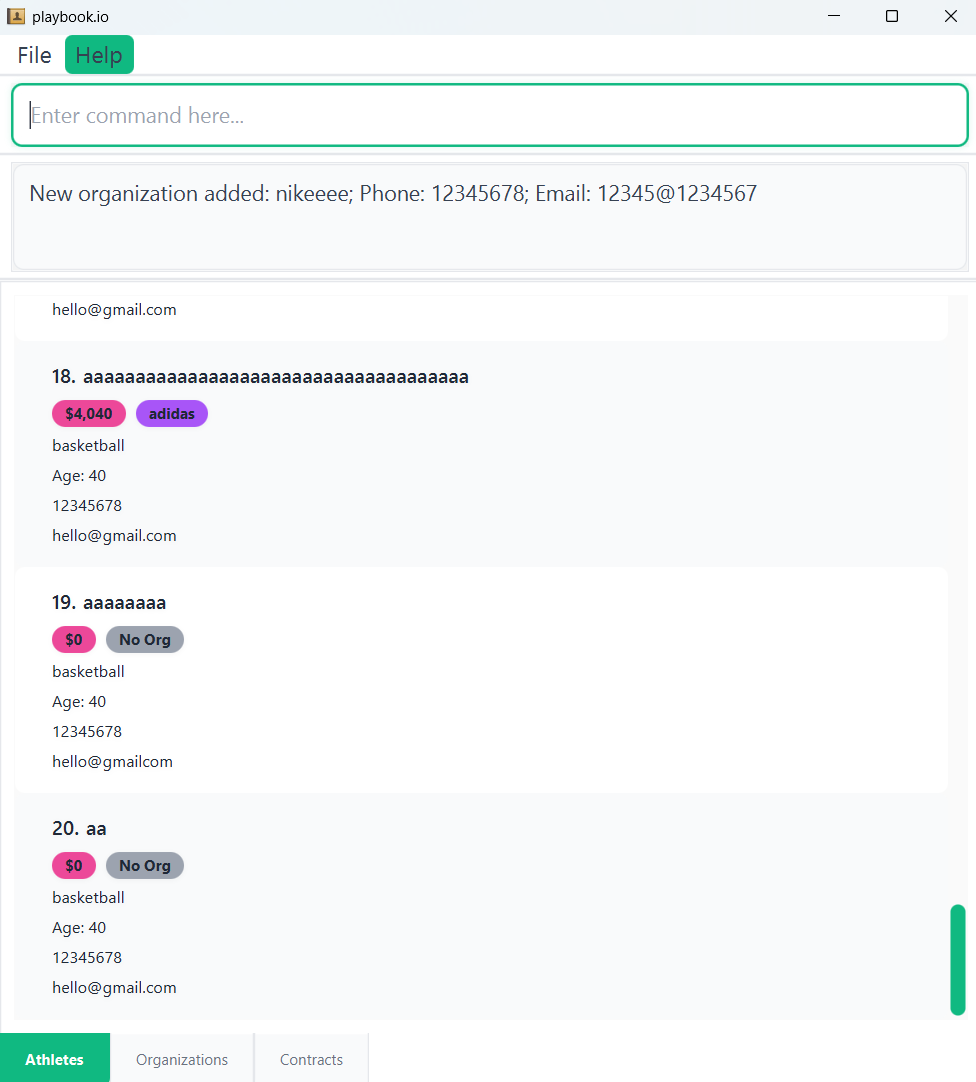 playbook.io
File Help
Enter command here...
New organization added: nikeeee; Phone: 12345678; Email: 12345@1234567
hello@gmail.com
18. aaaaaaaaaaaaaaaaaaaaaaaaaaaaaaaaaaaaa
$4,040 adidas
basketball
Age: 40
12345678
hello@gmail.com
19. aaaaaaaa
$0 No Org
basketball
Age: 40
12345678
hello@gmailcom
20. aa
$0 No Org
basketball
Age: 40
12345678
hello@gmail.com
Athletes Organizations Contracts